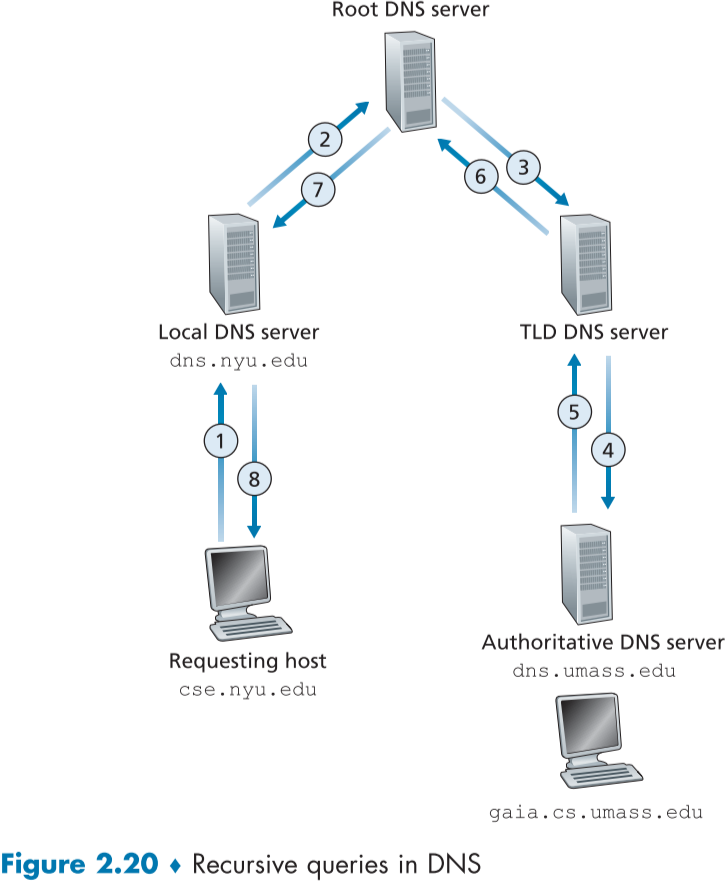 Root DNS server
2
3
6
7
Local DNS server
dns.nyu.edu
TLD DNS server
1
8
5
4
Requesting host
cse.nyu.edu
Authoritative DNS server
dns.umass.edu
gaia.cs.umass.edu
Figure 2.20 ♦ Recursive queries in DNS